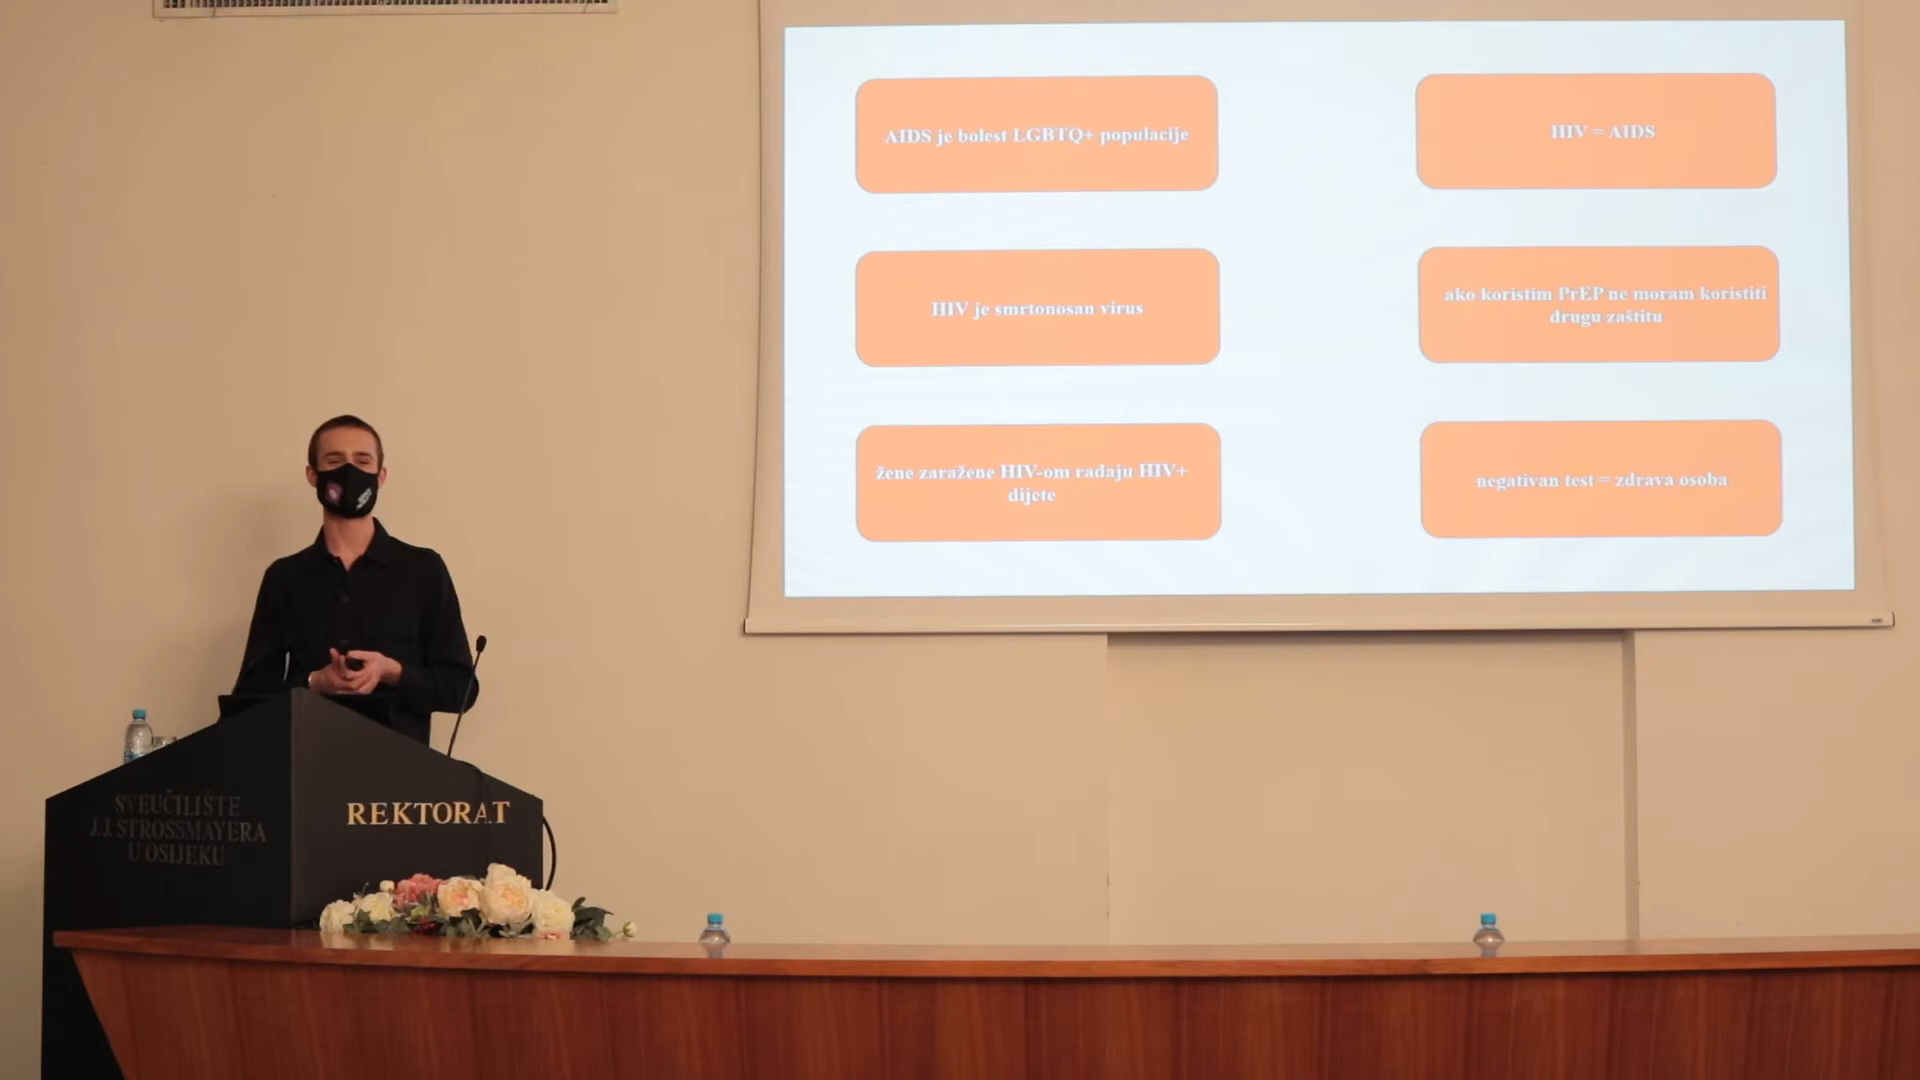 AIDS je bolest LGBTQ+ populacije
HIV = AIDS
HIV je smrtonosan virus
ako koristim PrEP ne moram koristiti
drugu zaštitu
žene zaražene HIV-om rađaju HIV+
dijete
negativan test = zdrava osoba
SVEUČILIŠTE
J.J. STROSSMAYERA
U OSIJEKU
REKTORAT